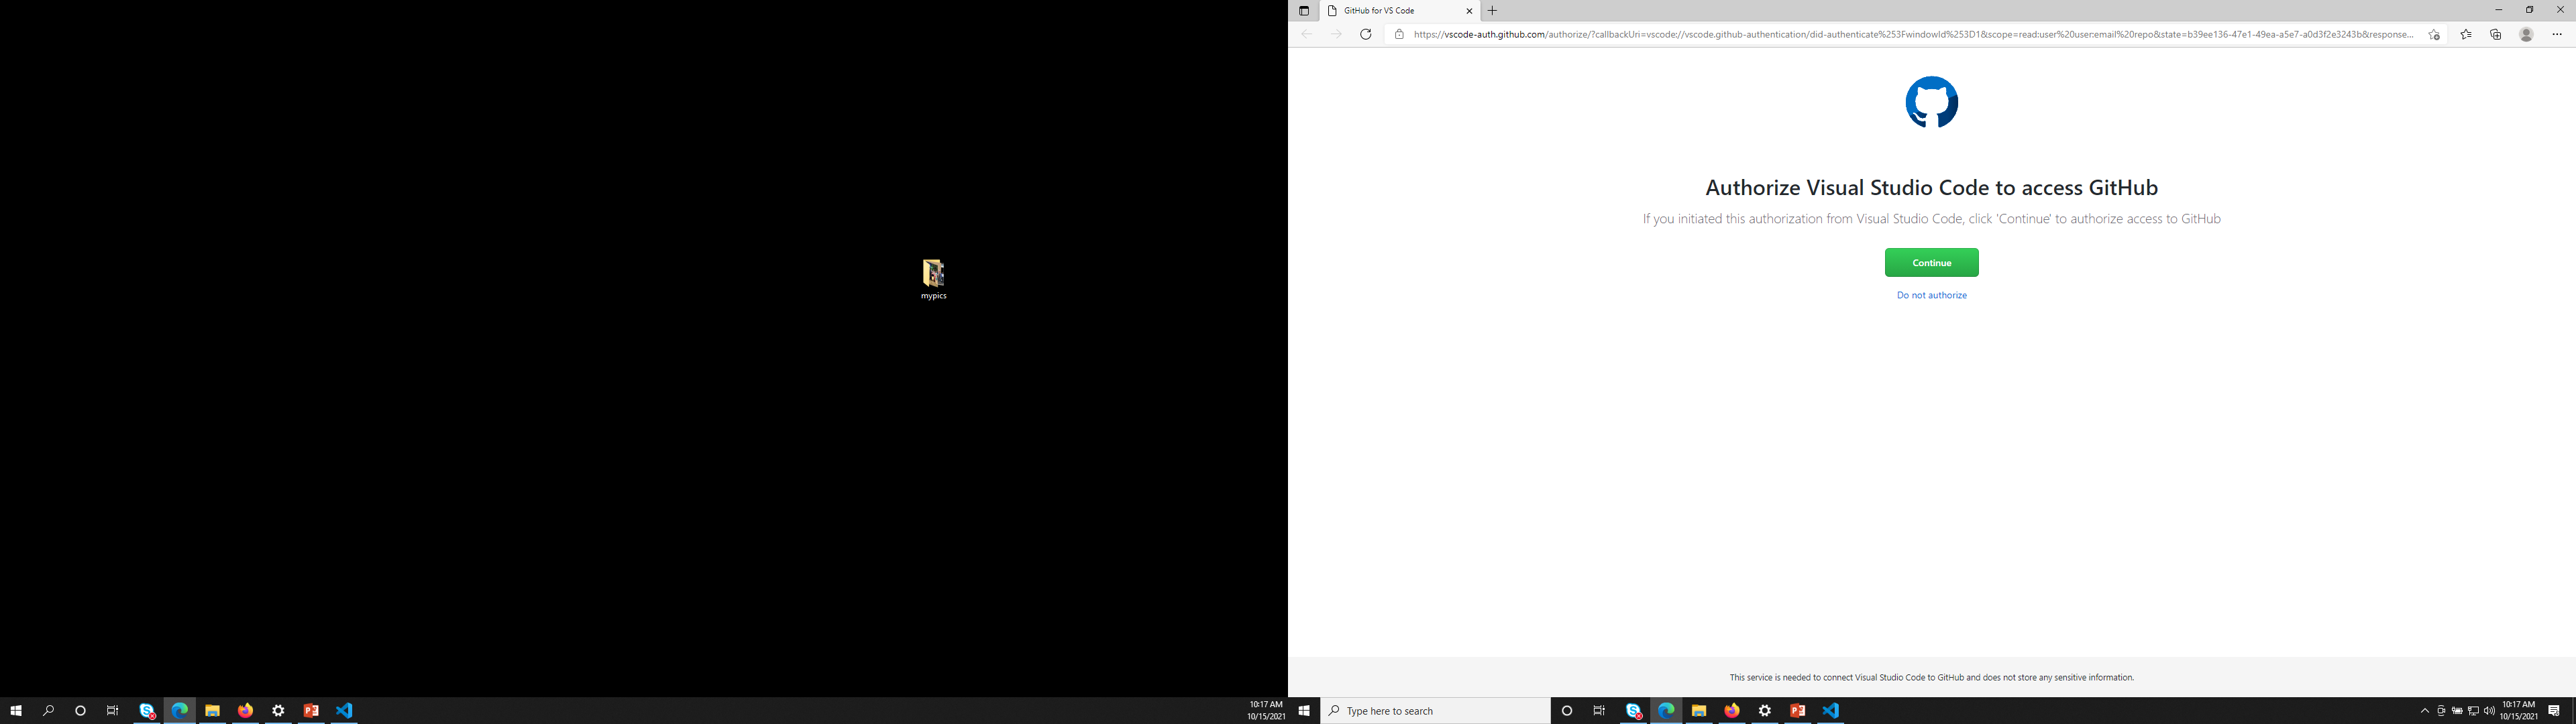 mypics
10:17 AM
10/15/2021
GitHub for VS Code
https://vscode-auth.github.com/authorize/?callbackUri=vscode://vscode.github-authentication/did-authenticate%253FwindowId%253D1&scope=read:user%20user:email%20repo&state=b39ee136-47e1-49ea-a5e7-a0d3f2e3243b&response...
Authorize Visual Studio Code to access GitHub
If you initiated this authorization from Visual Studio Code, click 'Continue' to authorize access to GitHub
Continue
Do not authorize
This service is needed to connect Visual Studio Code to GitHub and does not store any sensitive information.
Type here to search
10:17 AM
10/15/2021